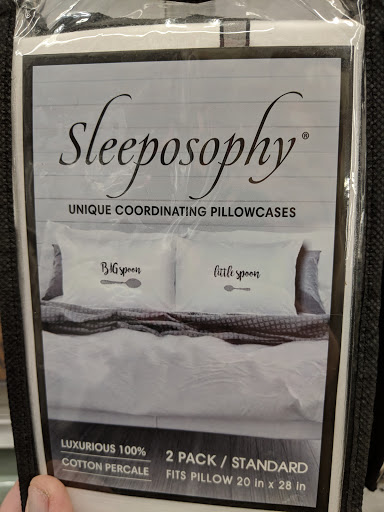 Sleeposophy®
UNIQUE COORDINATING PILLOWCASES
BIG spoon
little spoon
LUXURIOUS 100%
COTTON PERCALE
2 PACK / STANDARD
FITS PILLOW 20 in x 28 in